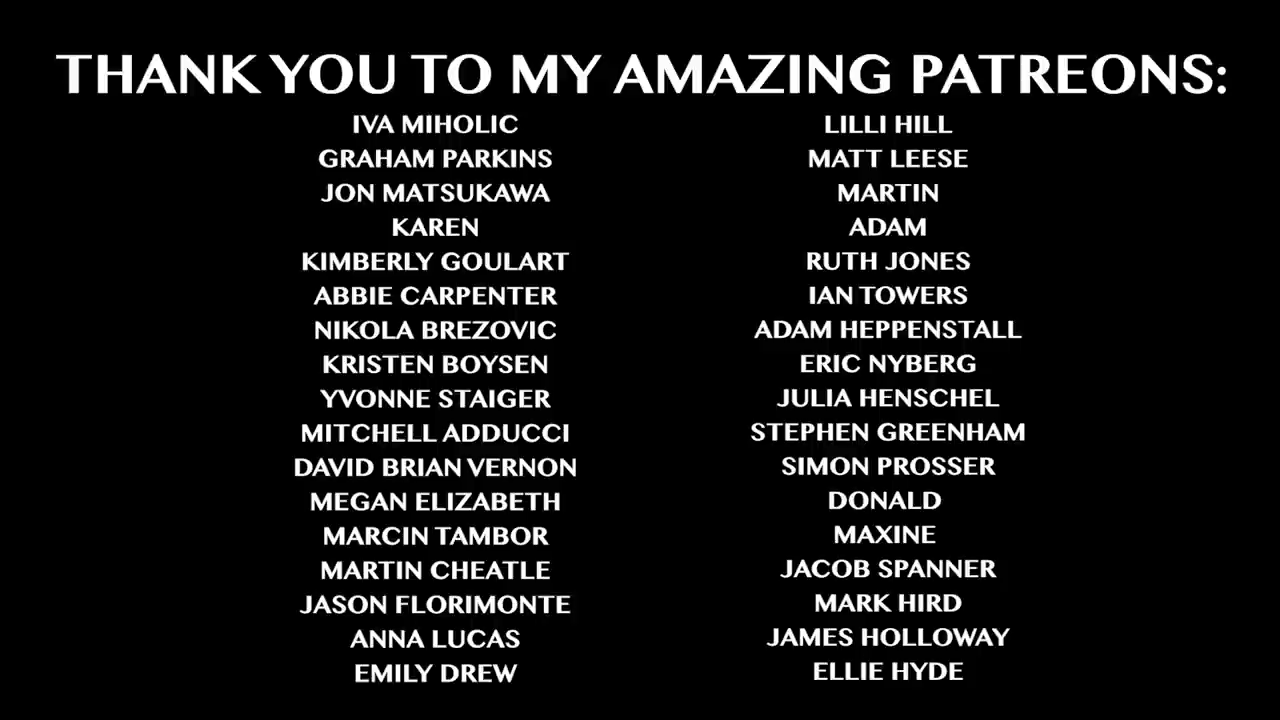 THANK YOU TO MY AMAZING PATREONS:
IVA MIHOLIC
GRAHAM PARKINS
JON MATSUKAWA
KAREN
KIMBERLY GOULART
ABBIE CARPENTER
NIKOLA BREZOVIC
KRISTEN BOYSEN
YVONNE STAIGER
MITCHELL ADDUCCI
DAVID BRIAN VERNON
MEGAN ELIZABETH
MARCIN TAMBOR
MARTIN CHEATLE
JASON FLORIMONTE
ANNA LUCAS
EMILY DREW
LILLI HILL
MATT LEESE
MARTIN
ADAM
RUTH JONES
IAN TOWERS
ADAM HEPPENSTALL
ERIC NYBERG
JULIA HENSCHEL
STEPHEN GREENHAM
SIMON PROSSER
DONALD
MAXINE
JACOB SPANNER
MARK HIRD
JAMES HOLLOWAY
ELLIE HYDE